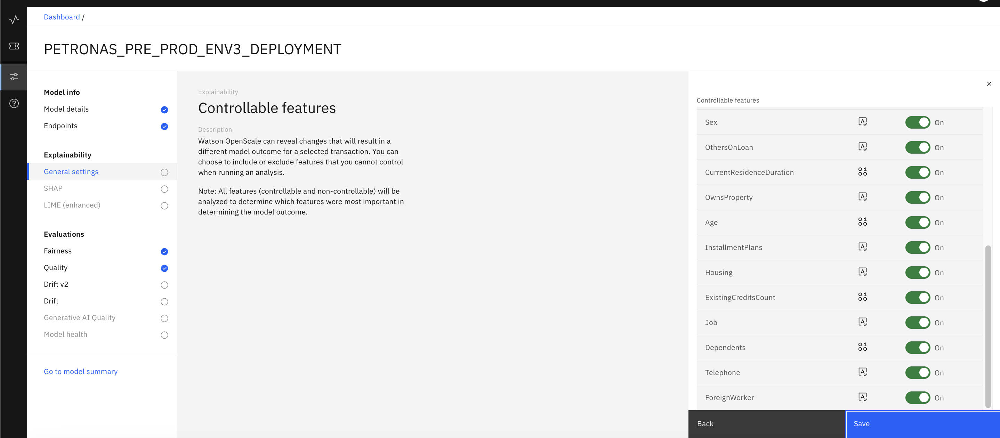 Dashboard /
PETRONAS_PRE_PROD_ENV3_DEPLOYMENT
Model info
Model details
Endpoints
Explainability
General settings
SHAP
LIME (enhanced)
Evaluations
Fairness
Quality
Drift v2
Drift
Generative AI Quality
Model health
Go to model summary
Explainability
Controllable features
Description
Watson OpenScale can reveal changes that will result in a
different model outcome for a selected transaction. You can
choose to include or exclude features that you cannot control
when running an analysis.
Note: All features (controllable and non-controllable) will be
analyzed to determine which features were most important in
determining the model outcome.
Controllable features
Sex On
OthersOnLoan On
CurrentResidenceDuration On
OwnsProperty On
Age On
InstallmentPlans On
Housing On
ExistingCreditsCount On
Job On
Dependents On
Telephone On
ForeignWorker On
Back
Save